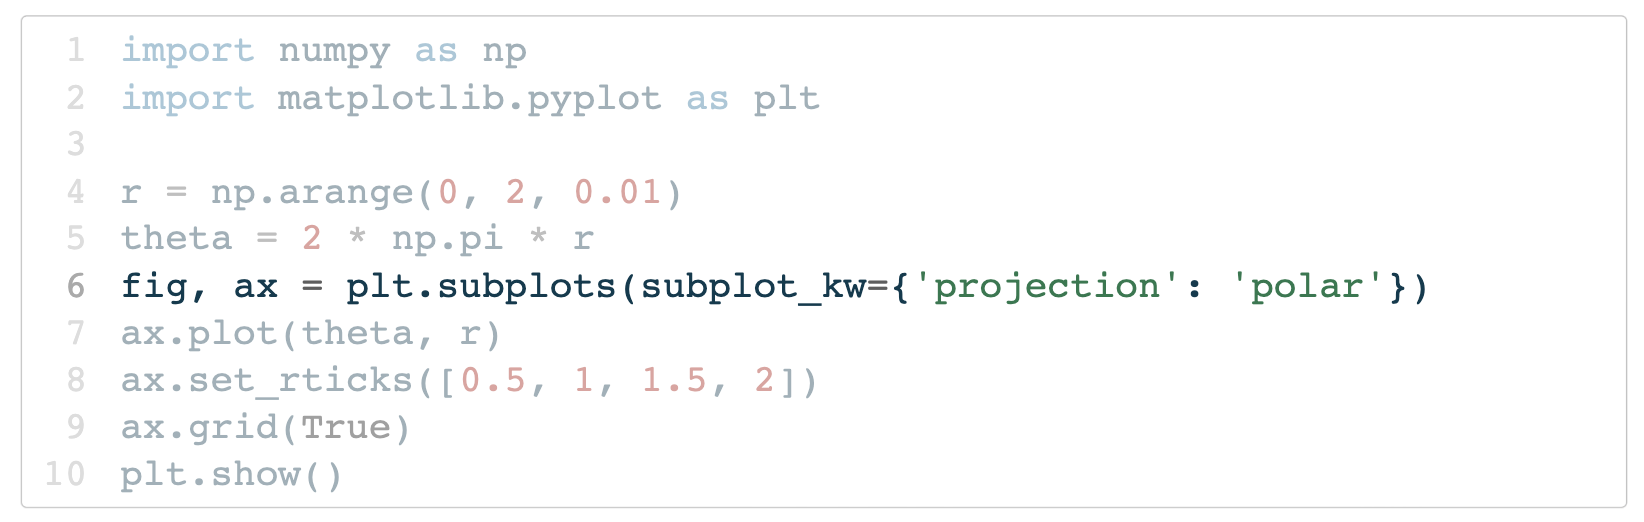 1 import numpy as np
2 import matplotlib.pyplot as plt
3
4 r = np.arange(0, 2, 0.01)
5 theta = 2 * np.pi * r
6 fig, ax = plt.subplots(subplot_kw={'projection': 'polar'})
7 ax.plot(theta, r)
8 ax.set_rticks([0.5, 1, 1.5, 2])
9 ax.grid(True)
10 plt.show()